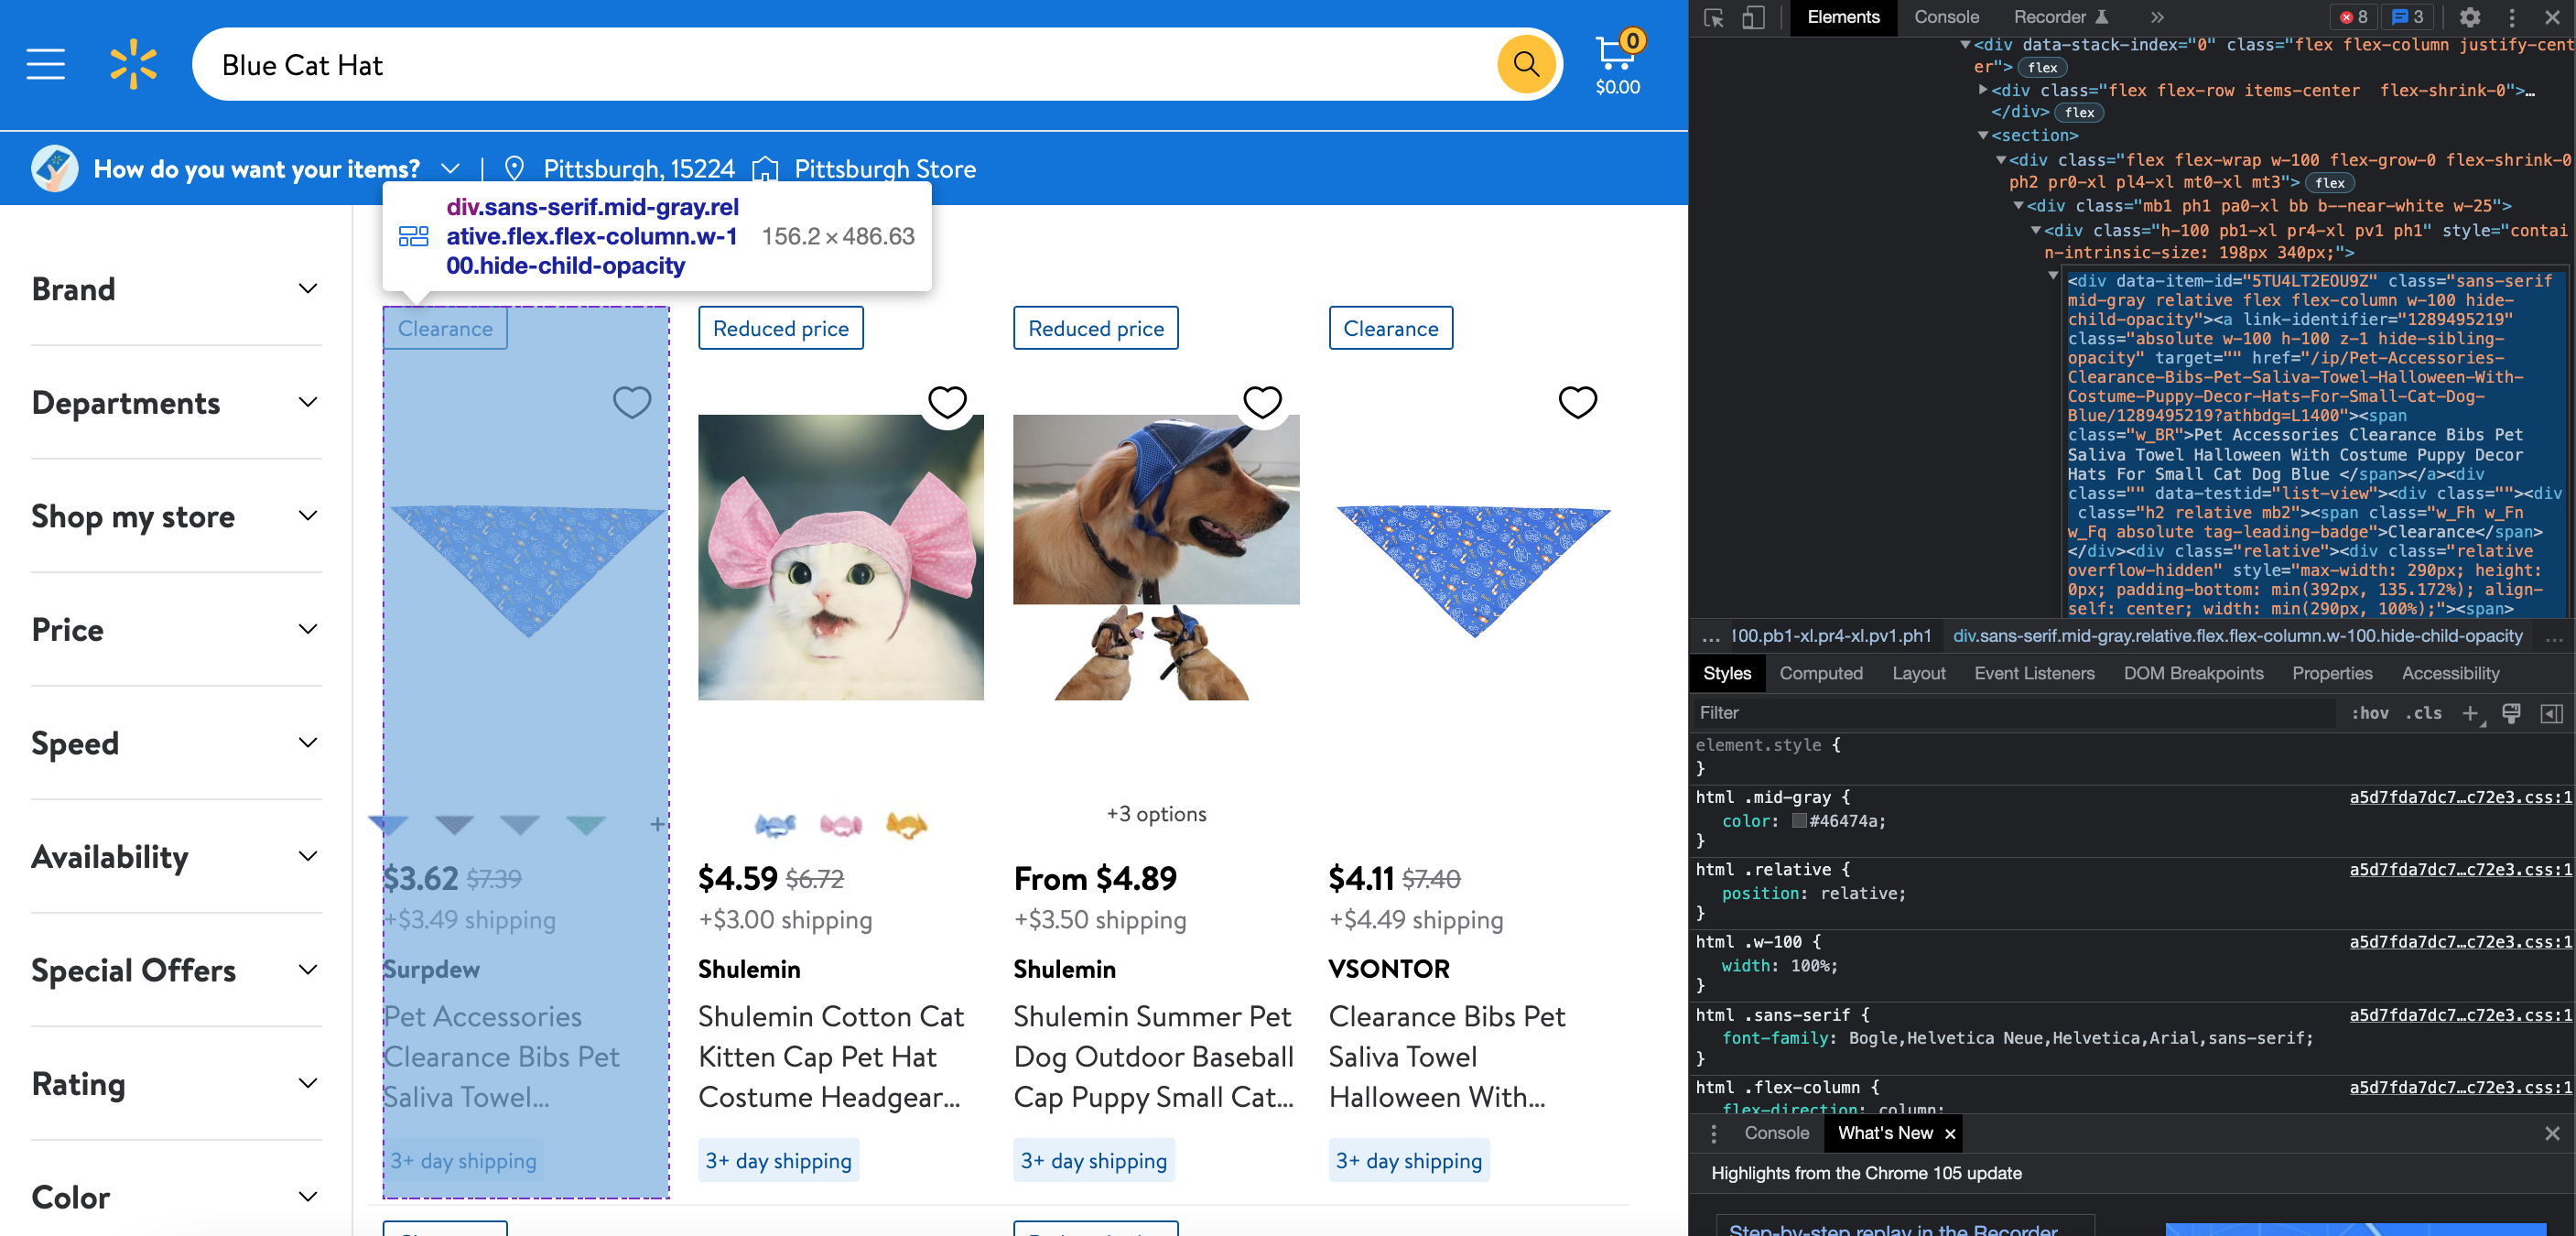 Blue Cat Hat
0
$0.00
How do you want your items?
Pittsburgh, 15224
Pittsburgh Store
div.sans-serif.mid-gray.rel
ative.flex.flex-column.w-1
00.hide-child-opacity
156.2 × 486.63
Brand
Departments
Shop my store
Price
Speed
Availability
Special Offers
Rating
Color
Clearance
$3.62 $7.39
+$3.49 shipping
Surpdew
Pet Accessories
Clearance Bibs Pet
Saliva Towel...
3+ day shipping
Reduced price
$4.59 $6.72
+$3.00 shipping
Shulemin
Shulemin Cotton Cat
Kitten Cap Pet Hat
Costume Headgear...
3+ day shipping
Reduced price
+3 options
From $4.89
+$3.50 shipping
Shulemin
Shulemin Summer Pet
Dog Outdoor Baseball
Cap Puppy Small Cat...
3+ day shipping
Clearance
$4.11 $7.40
+$4.49 shipping
VSONTOR
Clearance Bibs Pet
Saliva Towel
Halloween With...
3+ day shipping
Elements
Console
Recorder
8
3
<div data-stack-index="0" class="flex flex-column justify-cent
er"> flex
<div class="flex flex-row items-center  flex-shrink-0">…
</div> flex
<section>
<div class="flex flex-wrap w-100 flex-grow-0 flex-shrink-0
ph2 pr0-xl pl4-xl mt0-xl mt3"> flex
<div class="mb1 ph1 pa0-xl bb b--near-white w-25">
<div class="h-100 pb1-xl pr4-xl pv1 ph1" style="contai
n-intrinsic-size: 198px 340px;">
<div data-item-id="5TU4LT2EOU9Z" class="sans-serif
mid-gray relative flex flex-column w-100 hide-
child-opacity"><a link-identifier="1289495219"
class="absolute w-100 h-100 z-1 hide-sibling-
opacity" target="" href="/ip/Pet-Accessories-
Clearance-Bibs-Pet-Saliva-Towel-Halloween-With-
Costume-Puppy-Decor-Hats-For-Small-Cat-Dog-
Blue/1289495219?athbdg=L1400"><span
class="w_BR">Pet Accessories Clearance Bibs Pet
Saliva Towel Halloween With Costume Puppy Decor
Hats For Small Cat Dog Blue </span></a><div
class="" data-testid="list-view"><div class=""><div
class="h2 relative mb2"><span class="w_Fh w_Fn
w_Fq absolute tag-leading-badge">Clearance</span>
</div><div class="relative"><div class="relative
overflow-hidden" style="max-width: 290px; height:
0px; padding-bottom: min(392px, 135.172%); align-
self: center; width: min(290px, 100%);"><span>
... 100.pb1-xl.pr4-xl.pv1.ph1 div.sans-serif.mid-gray.relative.flex.flex-column.w-100.hide-child-opacity ...
Styles
Computed
Layout
Event Listeners
DOM Breakpoints
Properties
Accessibility
Filter
:hov .cls
element.style {
}
html .mid-gray {
a5d7fda7dc7…c72e3.css:1
color: #46474a;
}
html .relative {
a5d7fda7dc7…c72e3.css:1
position: relative;
}
html .w-100 {
a5d7fda7dc7…c72e3.css:1
width: 100%;
}
html .sans-serif {
a5d7fda7dc7…c72e3.css:1
font-family: Bogle,Helvetica Neue,Helvetica,Arial,sans-serif;
}
html .flex-column {
a5d7fda7dc7…c72e3.css:1
flex-direction: column;
Console
What's New
Highlights from the Chrome 105 update
Step-by-step replay in the Recorder